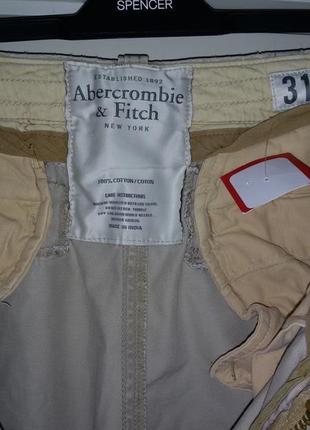 SPENCER
ESTABLISHED 1892
Abercrombie
& Fitch
NEW YORK
31
100% COTTON/COTON
CARE INSTRUCTIONS
MADE IN INDIA